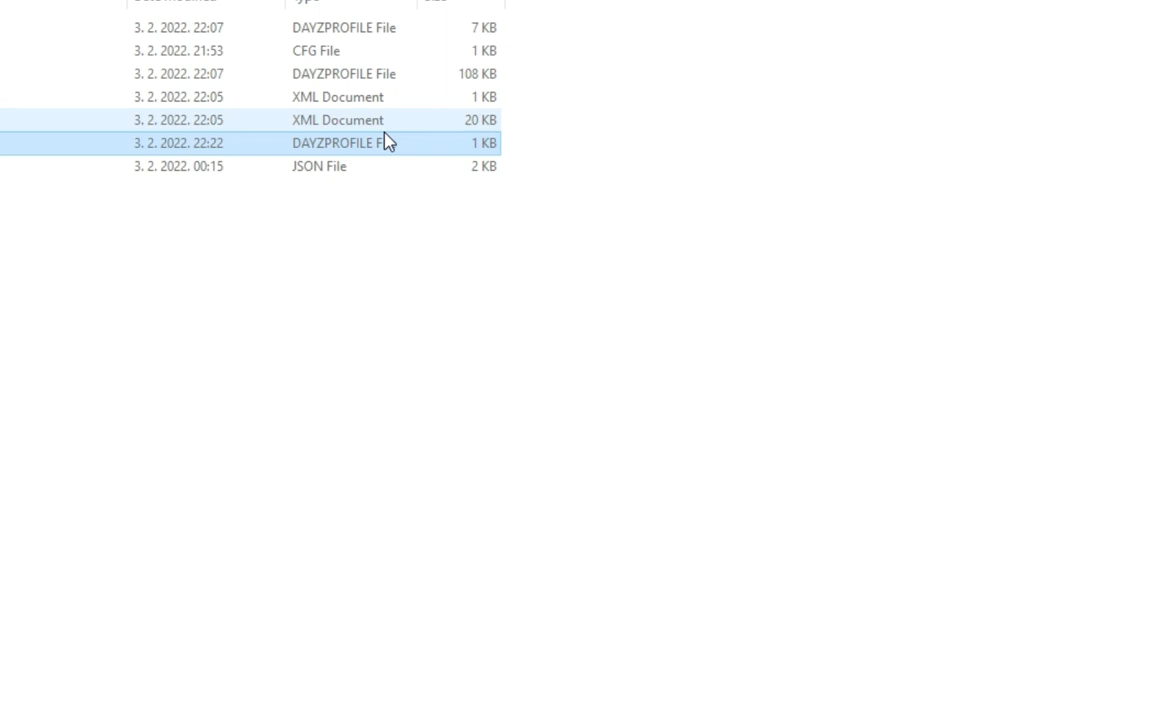 3. 2. 2022. 22:07 DAYZPROFILE File 7 KB
3. 2. 2022. 21:53 CFG File 1 KB
3. 2. 2022. 22:07 DAYZPROFILE File 108 KB
3. 2. 2022. 22:05 XML Document 1 KB
3. 2. 2022. 22:05 XML Document 20 KB
3. 2. 2022. 22:22 DAYZPROFILE 1 KB
3. 2. 2022. 00:15 JSON File 2 KB